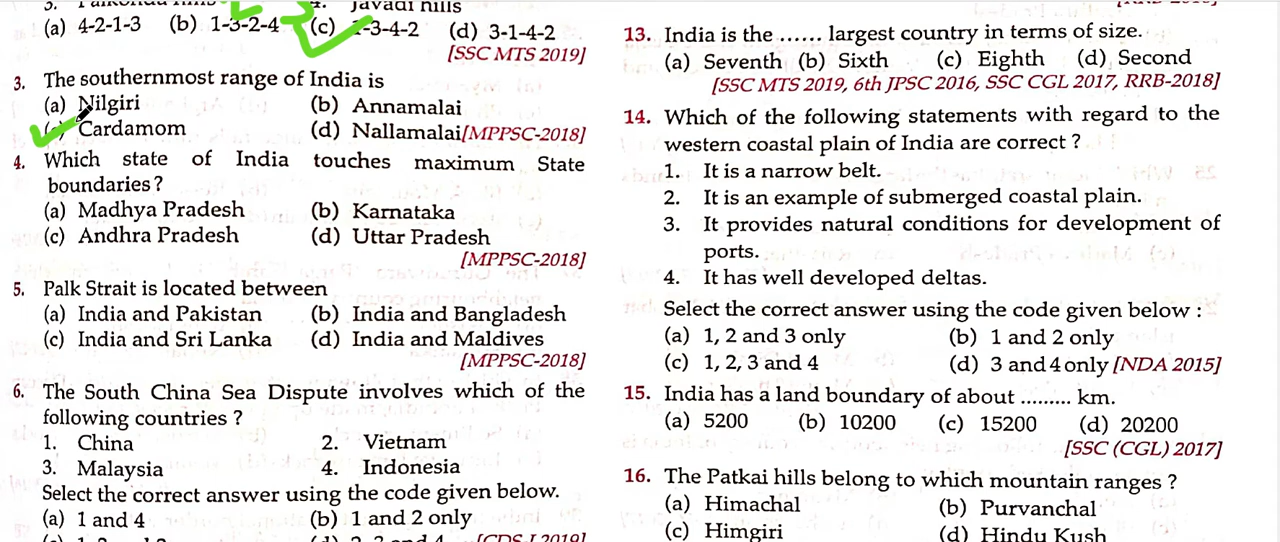 Javadi hills
(a) 4-2-1-3 (b) 1-3-2-4 (c) -3-4-2 (d) 3-1-4-2
[SSC MTS 2019]
3. The southernmost range of India is
(a) Nilgiri (b) Annamalai
Cardamom (d) Nallamalai [MPPSC-2018]
4. Which state of India touches maximum State
boundaries ?
(a) Madhya Pradesh (b) Karnataka
(c) Andhra Pradesh (d) Uttar Pradesh
[MPPSC-2018]
5. Palk Strait is located between
(a) India and Pakistan (b) India and Bangladesh
(c) India and Sri Lanka (d) India and Maldives
[MPPSC-2018]
6. The South China Sea Dispute involves which of the
following countries ?
1. China 2. Vietnam
3. Malaysia 4. Indonesia
Select the correct answer using the code given below.
(a) 1 and 4 (b) 1 and 2 only
[CDS-I 2019]
13. India is the ...... largest country in terms of size.
(a) Seventh (b) Sixth (c) Eighth (d) Second
[SSC MTS 2019, 6th JPSC 2016, SSC CGL 2017, RRB-2018]
14. Which of the following statements with regard to the
western coastal plain of India are correct ?
1. It is a narrow belt.
2. It is an example of submerged coastal plain.
3. It provides natural conditions for development of
ports.
4. It has well developed deltas.
Select the correct answer using the code given below :
(a) 1, 2 and 3 only (b) 1 and 2 only
(c) 1, 2, 3 and 4 (d) 3 and 4 only [NDA 2015]
15. India has a land boundary of about ......... km.
(a) 5200 (b) 10200 (c) 15200 (d) 20200
[SSC (CGL) 2017]
16. The Patkai hills belong to which mountain ranges ?
(a) Himachal (b) Purvanchal
(c) Himgiri (d) Hindu Kush